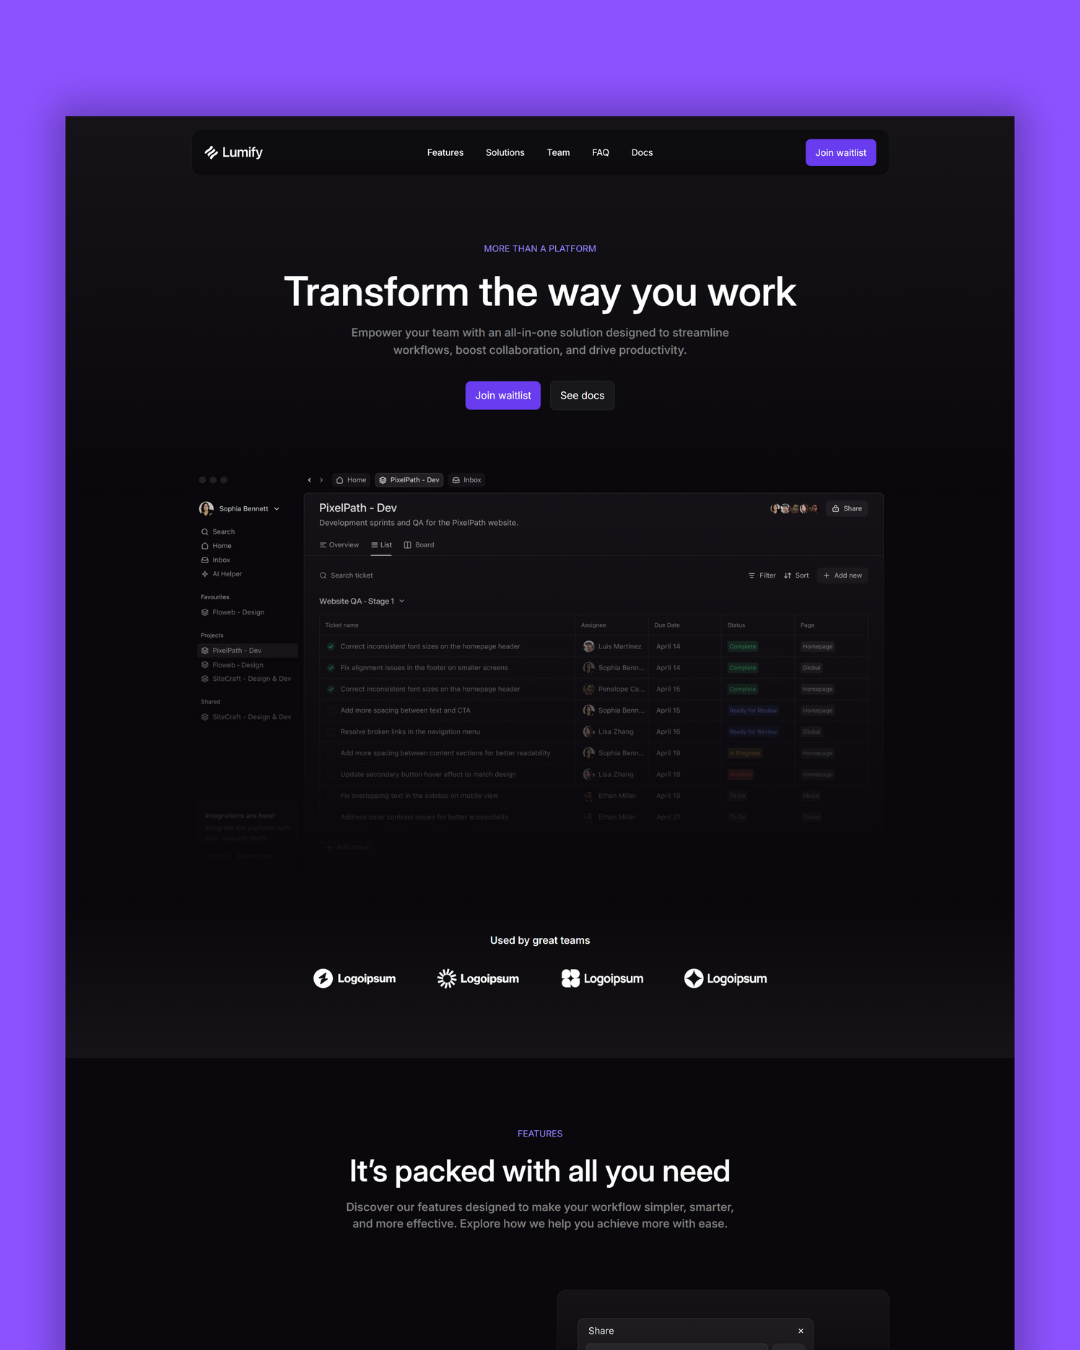 Lumify
Features Solutions Team FAQ Docs
Join waitlist
MORE THAN A PLATFORM
Transform the way you work
Empower your team with an all-in-one solution designed to streamline
workflows, boost collaboration, and drive productivity.
Join waitlist
See docs
Home
PixelPath - Dev
Inbox
Sophia Bennett
Search
Home
Inbox
AI Helper
Favourites
Floweb - Design
Projects
PixelPath - Dev
Floweb - Design
SiteCraft - Design & Dev
Shared
SiteCraft - Design & Dev
Integrations are here!
PixelPath - Dev
Share
Development sprints and QA for the PixelPath website.
Overview List Board
Search ticket
Filter Sort + Add new
Website QA - Stage 1
Ticket name Assignee Due Date Status Page
Correct inconsistent font sizes on the homepage header Luis Martinez April 14 Complete Homepage
Fix alignment issues in the footer on smaller screens Sophia Benn... April 14 Complete Global
Correct inconsistent font sizes on the homepage header Penelope Ca... April 15 Complete Homepage
Add more spacing between text and CTA Sophia Benn... April 15 Ready for Review Homepage
Resolve broken links in the navigation menu Lisa Zhang April 16 Ready for Review Global
Add more spacing between content sections for better readability Sophia Benn... April 19 In Progress Homepage
Update secondary button hover effect to match design Lisa Zhang April 19 Homepage
Fix overlapping text in the sidebar on mobile view Ethan Miller April 19 To Do About
Address color contrast issues for better accessibility Ethan Miller April 21 To Do Global
Used by great teams
Logoipsum Logoipsum Logoipsum Logoipsum
FEATURES
It's packed with all you need
Discover our features designed to make your workflow simpler, smarter,
and more effective. Explore how we help you achieve more with ease.
Share